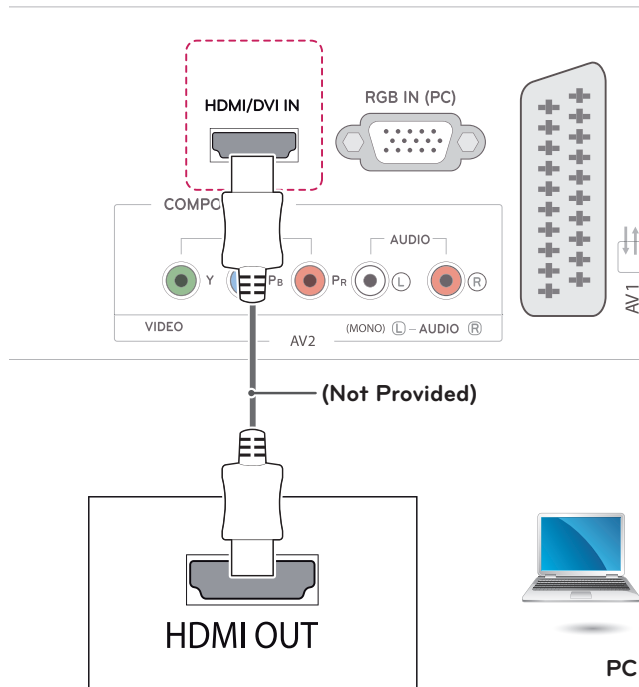 HDMI/DVI IN
RGB IN (PC)
COMPO
AUDIO
Y PB PR L R
VIDEO
(MONO) L – AUDIO R
AV2
AV1
(Not Provided)
HDMI OUT
PC